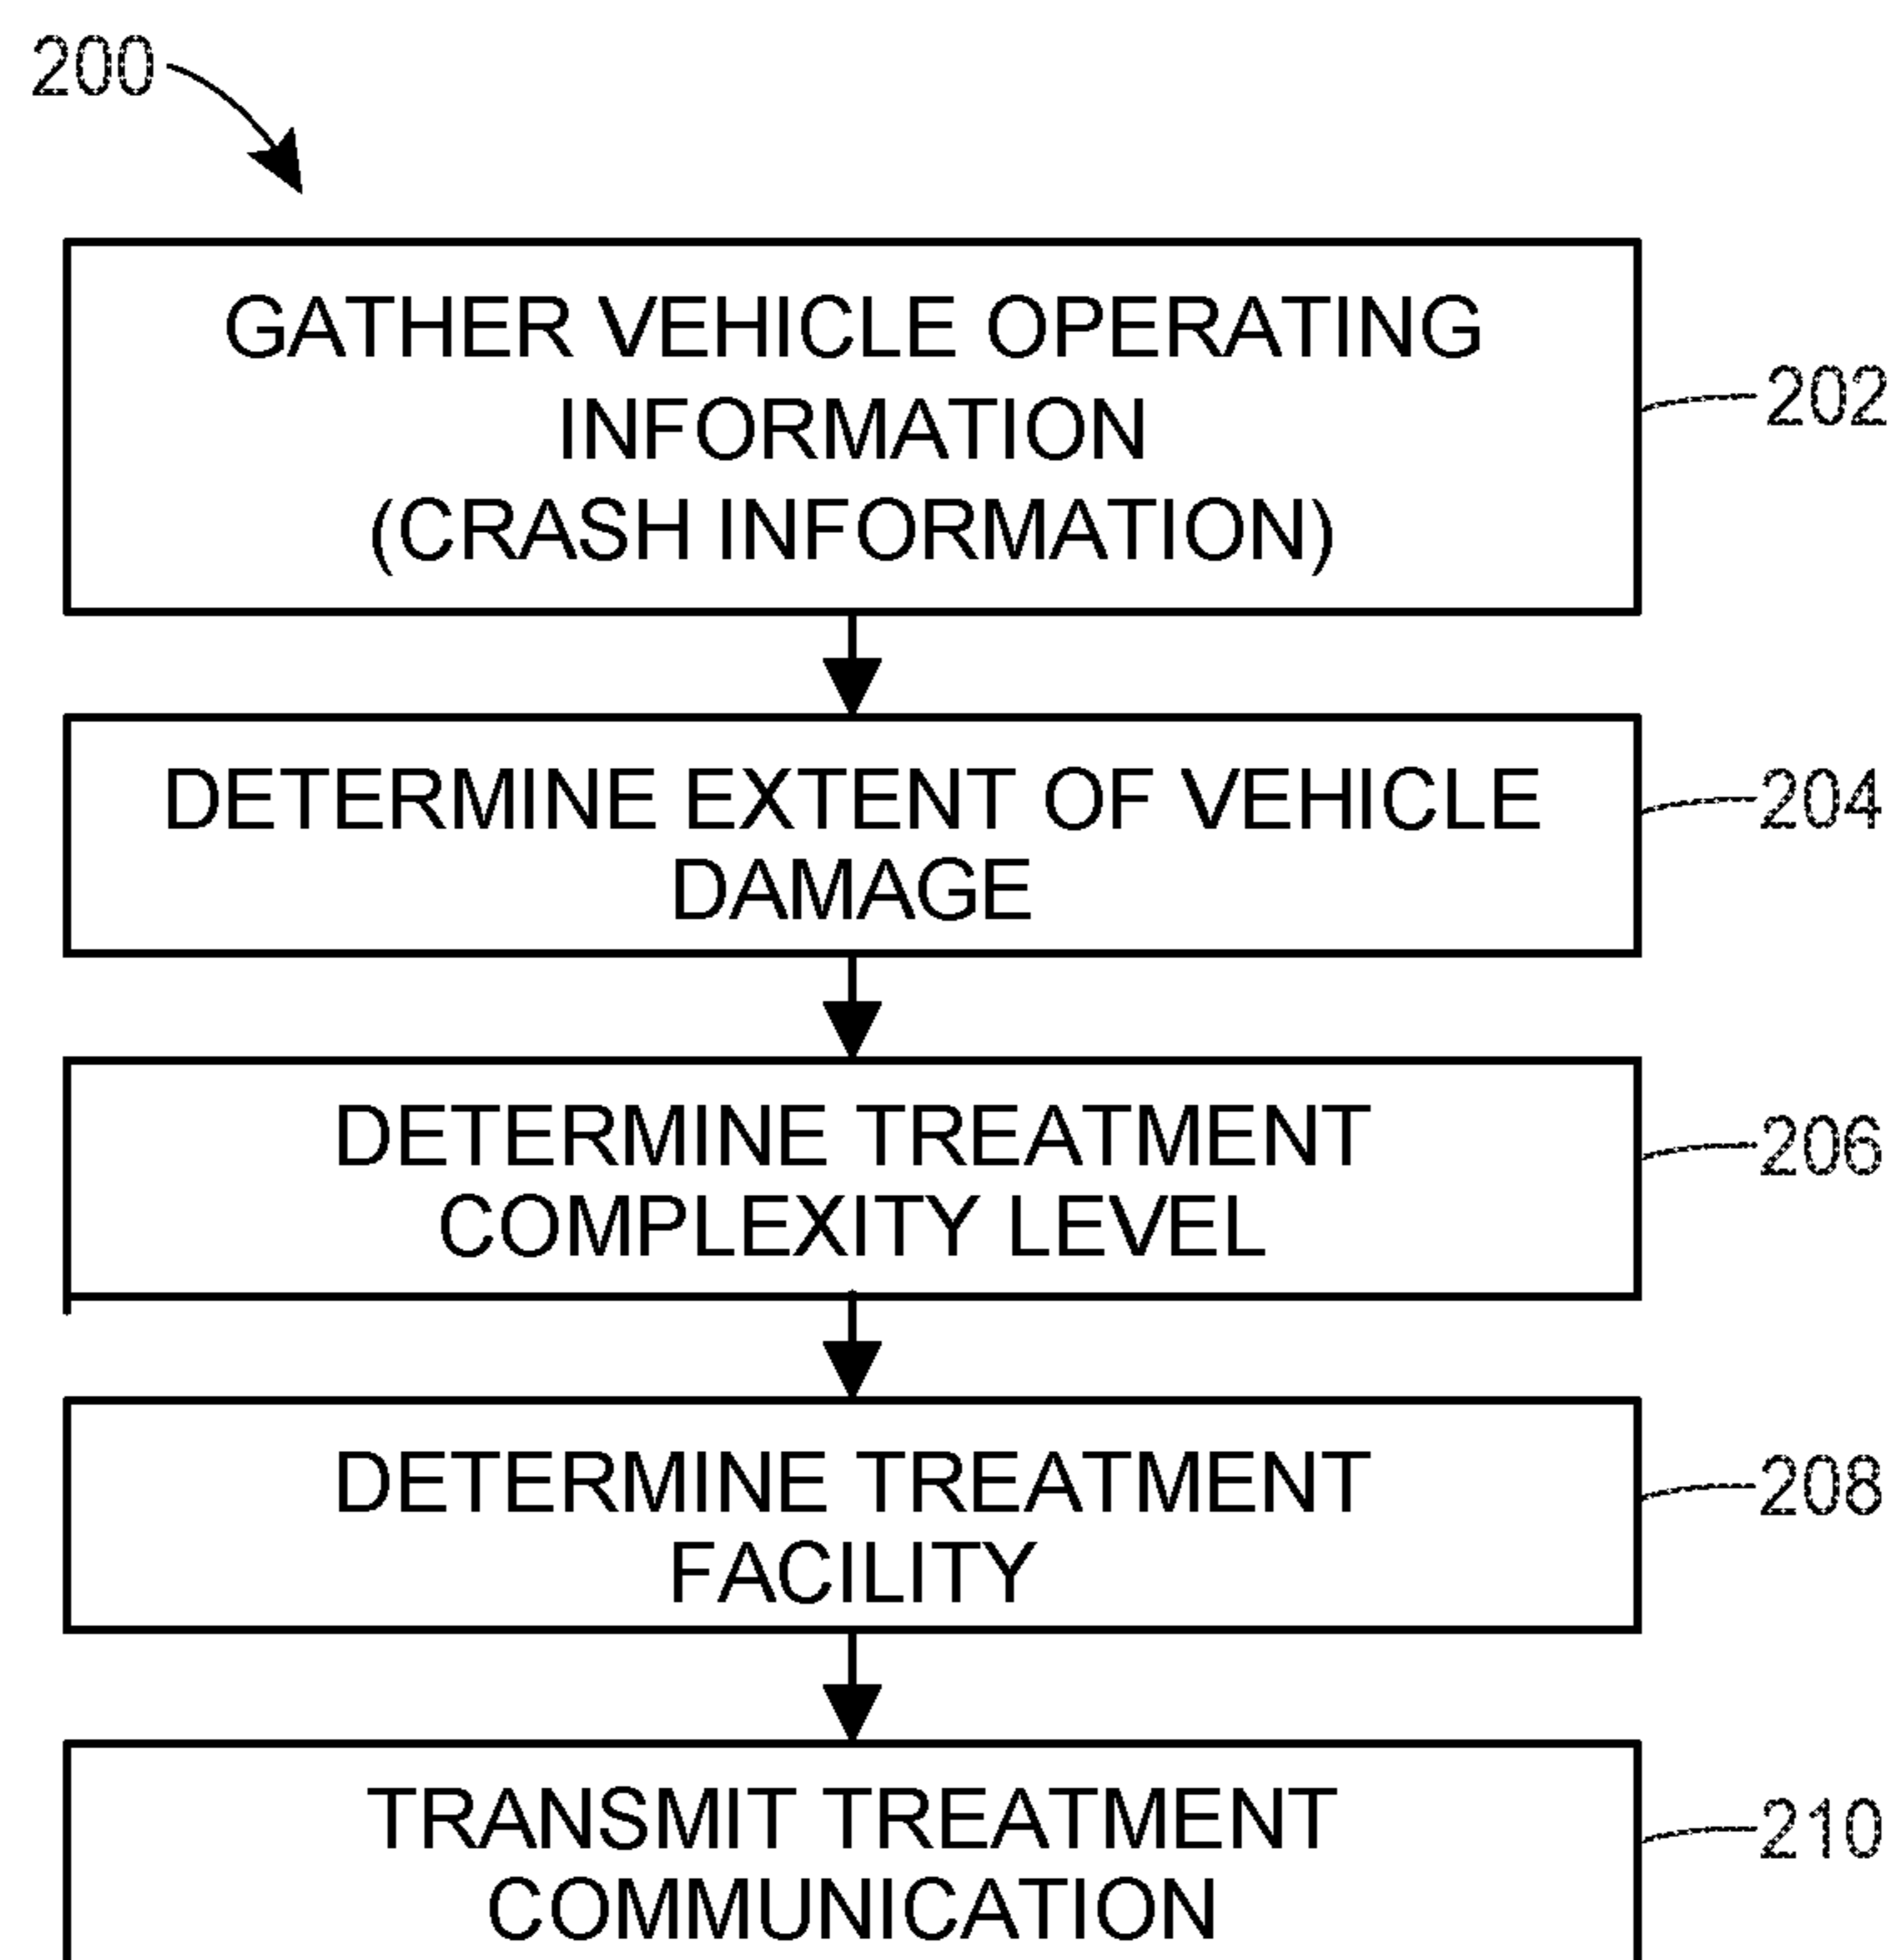 200
GATHER VEHICLE OPERATING
INFORMATION
(CRASH INFORMATION)
202
DETERMINE EXTENT OF VEHICLE
DAMAGE
204
DETERMINE TREATMENT
COMPLEXITY LEVEL
206
DETERMINE TREATMENT
FACILITY
208
TRANSMIT TREATMENT
COMMUNICATION
210